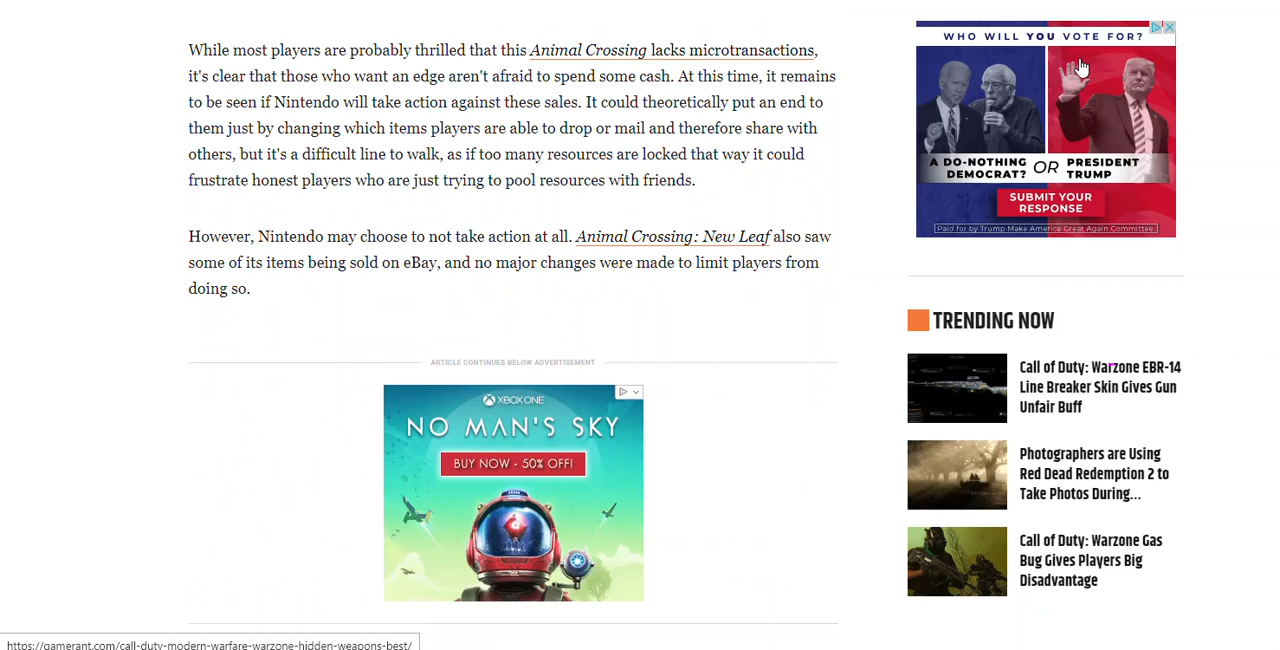 While most players are probably thrilled that this Animal Crossing lacks microtransactions,
it's clear that those who want an edge aren't afraid to spend some cash. At this time, it remains
to be seen if Nintendo will take action against these sales. It could theoretically put an end to
them just by changing which items players are able to drop or mail and therefore share with
others, but it's a difficult line to walk, as if too many resources are locked that way it could
frustrate honest players who are just trying to pool resources with friends.
However, Nintendo may choose to not take action at all. Animal Crossing: New Leaf also saw
some of its items being sold on eBay, and no major changes were made to limit players from
doing so.
ARTICLE CONTINUES BELOW ADVERTISEMENT
XBOX ONE
NO MAN'S SKY
BUY NOW - 50% OFF!
WHO WILL YOU VOTE FOR?
A DO-NOTHING
DEMOCRAT?
OR
PRESIDENT
TRUMP
SUBMIT YOUR
RESPONSE
Paid for by Trump Make America Great Again Committee.
TRENDING NOW
Call of Duty: Warzone EBR-14
Line Breaker Skin Gives Gun
Unfair Buff
Photographers are Using
Red Dead Redemption 2 to
Take Photos During...
Call of Duty: Warzone Gas
Bug Gives Players Big
Disadvantage
https://gamerant.com/call-duty-modern-warfare-warzone-hidden-weapons-best/